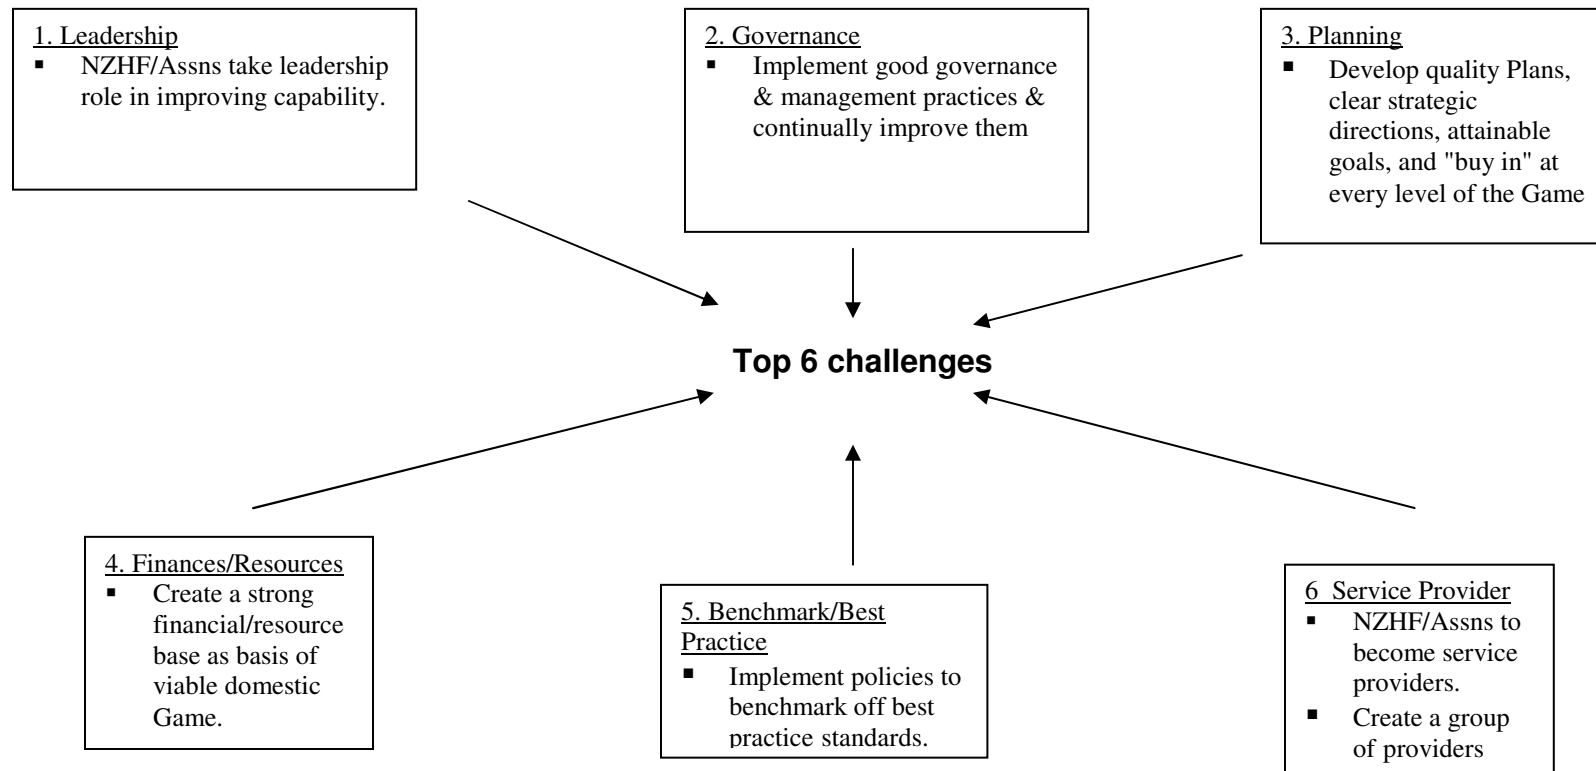 1. Leadership
▪ NZHF/Assns take leadership
role in improving capability.
2. Governance
▪ Implement good governance
& management practices &
continually improve them
3. Planning
▪ Develop quality Plans,
clear strategic
directions, attainable
goals, and "buy in" at
every level of the Game
Top 6 challenges
4. Finances/Resources
▪ Create a strong
financial/resource
base as basis of
viable domestic
Game.
5. Benchmark/Best
Practice
▪ Implement policies to
benchmark off best
practice standards.
6 Service Provider
▪ NZHF/Assns to
become service
providers.
▪ Create a group
of providers